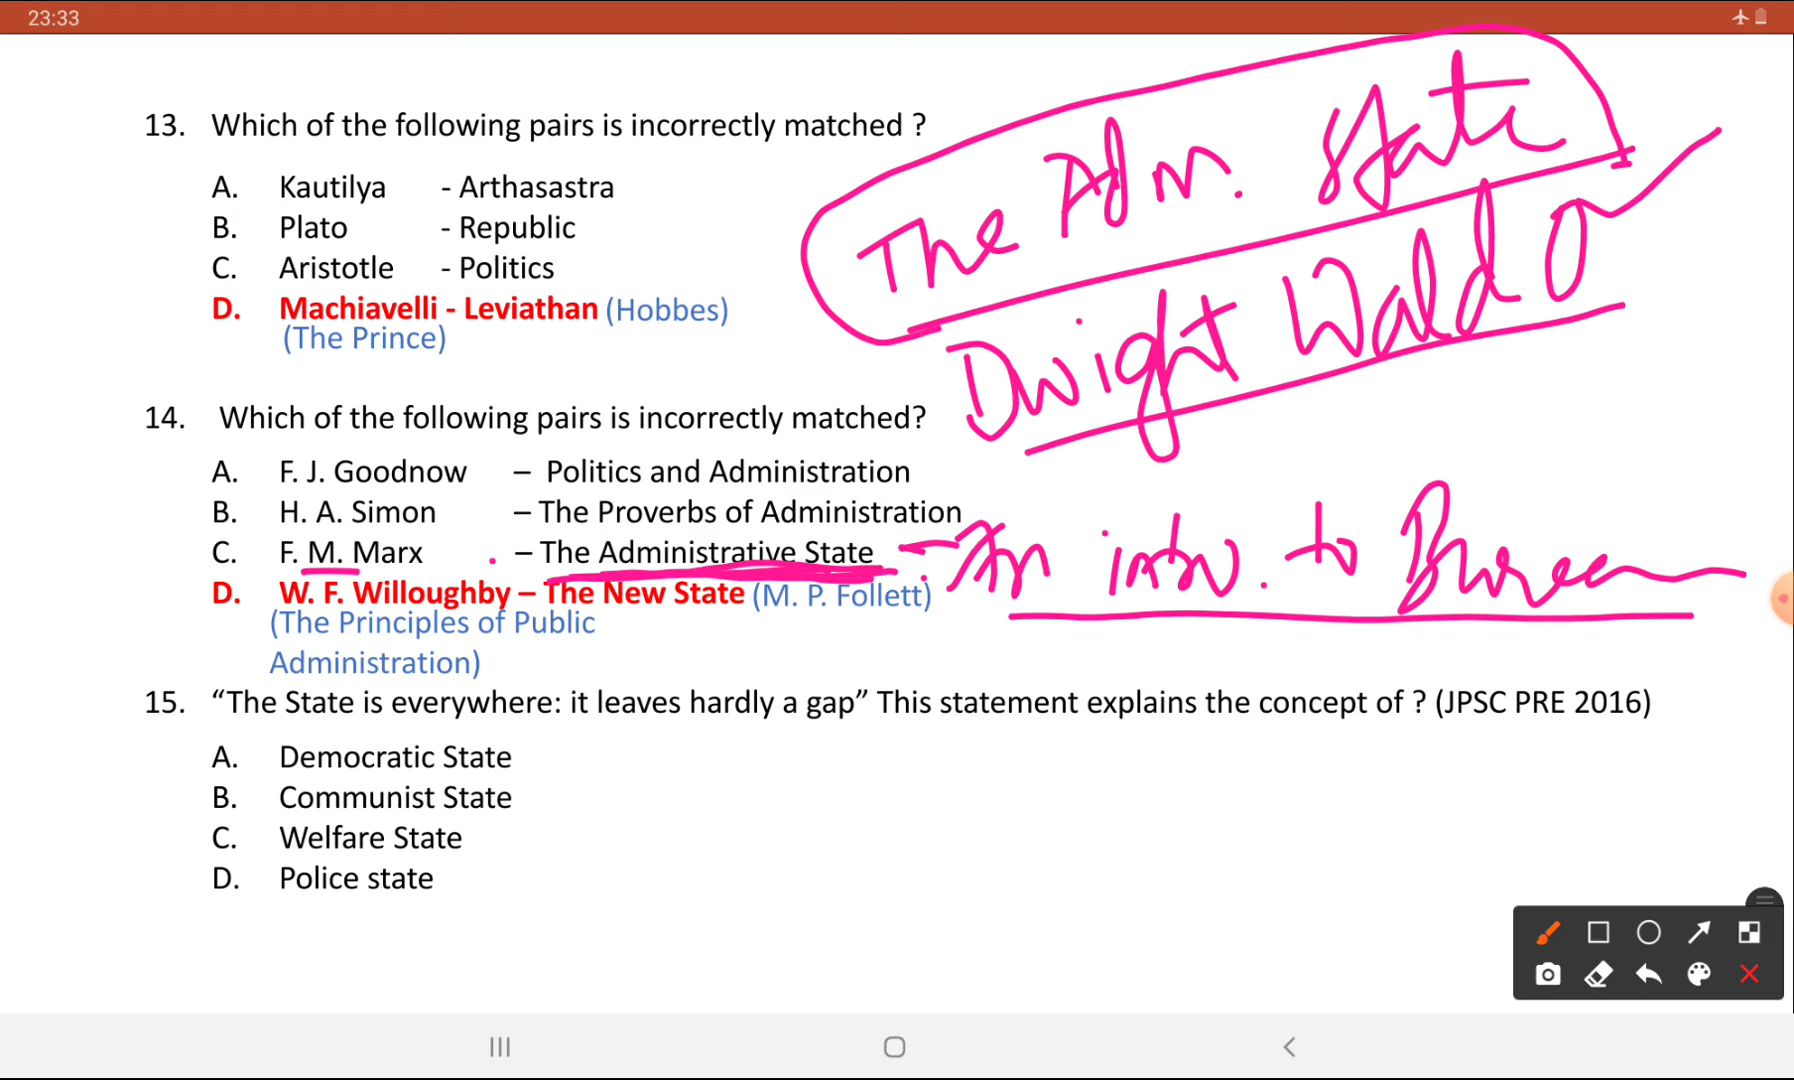 23:33
13. Which of the following pairs is incorrectly matched ?
A. Kautilya - Arthasastra
B. Plato - Republic
C. Aristotle - Politics
D. Machiavelli - Leviathan (Hobbes)
(The Prince)
The Adm. State
Dwight Waldo
14. Which of the following pairs is incorrectly matched?
A. F. J. Goodnow – Politics and Administration
B. H. A. Simon – The Proverbs of Administration
C. F. M. Marx – The Administrative State
An intro. to
D. W. F. Willoughby – The New State (M. P. Follett)
(The Principles of Public
Administration)
15. “The State is everywhere: it leaves hardly a gap” This statement explains the concept of ? (JPSC PRE 2016)
A. Democratic State
B. Communist State
C. Welfare State
D. Police state